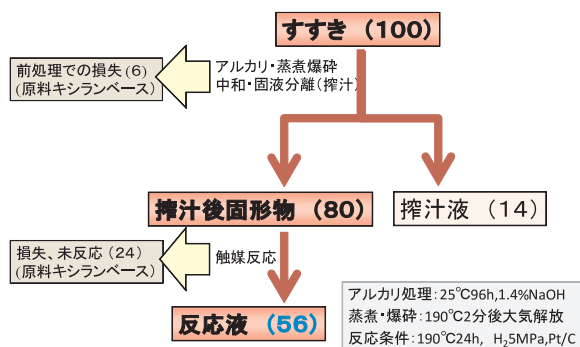 すすき（100）
前処理での損失(6)
(原料キシランベース)
アルカリ・蒸煮爆砕
中和・固液分離(搾汁)
搾汁後固形物（80）
搾汁液（14）
損失、未反応(24)
(原料キシランベース)
触媒反応
反応液（56）
アルカリ処理：25℃96h,1.4%NaOH
蒸煮・爆砕：190℃2分後大気解放
反応条件：190℃24h, H₂5MPa,Pt/C